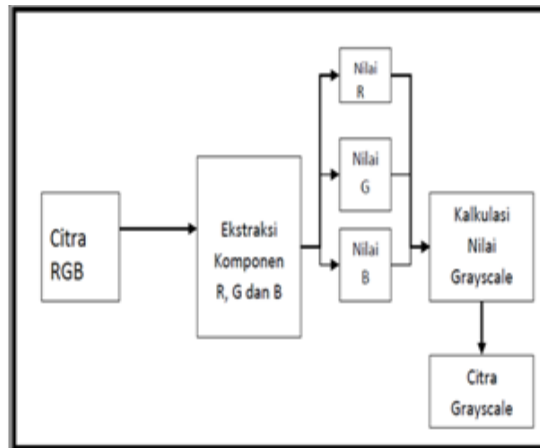 Citra
RGB
Ekstraksi
Komponen
R, G dan B
Nilai
R
Nilai
G
Nilai
B
Kalkulasi
Nilai
Grayscale
Citra
Grayscale